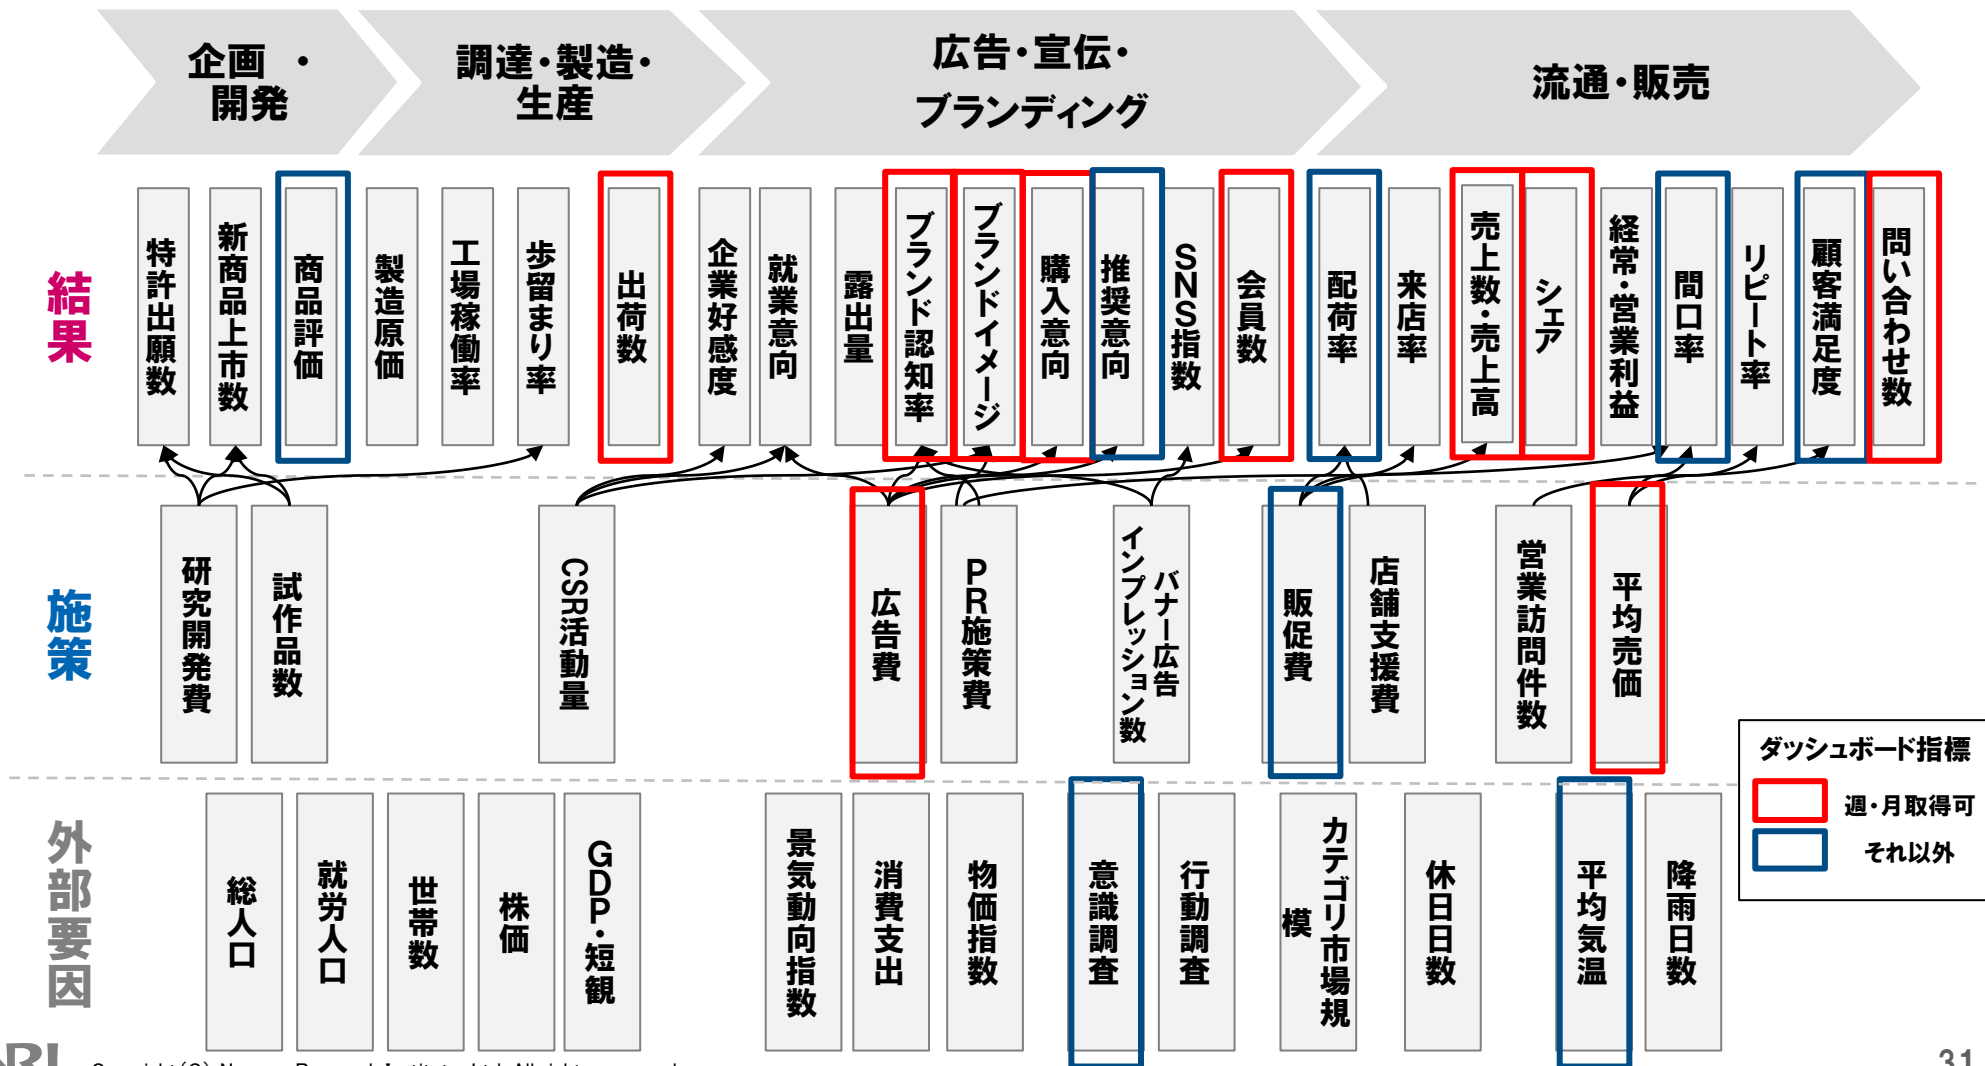 企画 ・
開発
調達・製造・
生産
広告・宣伝・
ブランディング
流通・販売
結果
特許出願数
新商品上市数
商品評価
製造原価
工場稼働率
歩留まり率
出荷数
企業好感度
就業意向
露出量
ブランド認知率
ブランドイメージ
購入意向
推奨意向
SNS指数
会員数
配荷率
来店率
売上数・売上高
シェア
経常・営業利益
間口率
リピート率
顧客満足度
問い合わせ数
施策
研究開発費
試作品数
CSR活動量
広告費
PR施策費
バナー広告
インプレッション数
販促費
店舗支援費
営業訪問件数
平均売価
ダッシュボード指標
週・月取得可
それ以外
外部要因
総人口
就労人口
世帯数
株価
GDP・短観
景気動向指数
消費支出
物価指数
意識調査
行動調査
カテゴリ市場規
模
休日日数
平均気温
降雨日数
31